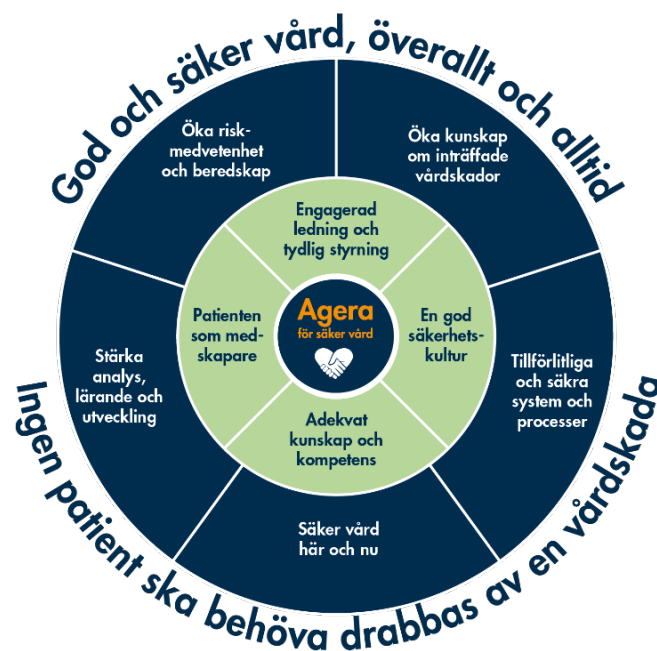 God och säker vård, överallt och alltid
Öka risk-
medvetenhet
och beredskap
Öka kunskap
om inträffade
vårdskador
Engagerad
ledning och
tydlig styrning
Patienten
som med-
skapare
Agera
för säker vård
En god
säkerhets-
kultur
Stärka
analys,
lärande och
utveckling
Tillförlitliga
och säkra
system och
processer
Adekvat
kunskap och
kompetens
Säker vård
här och nu
Ingen patient ska behöva drabbas av en vårdskada